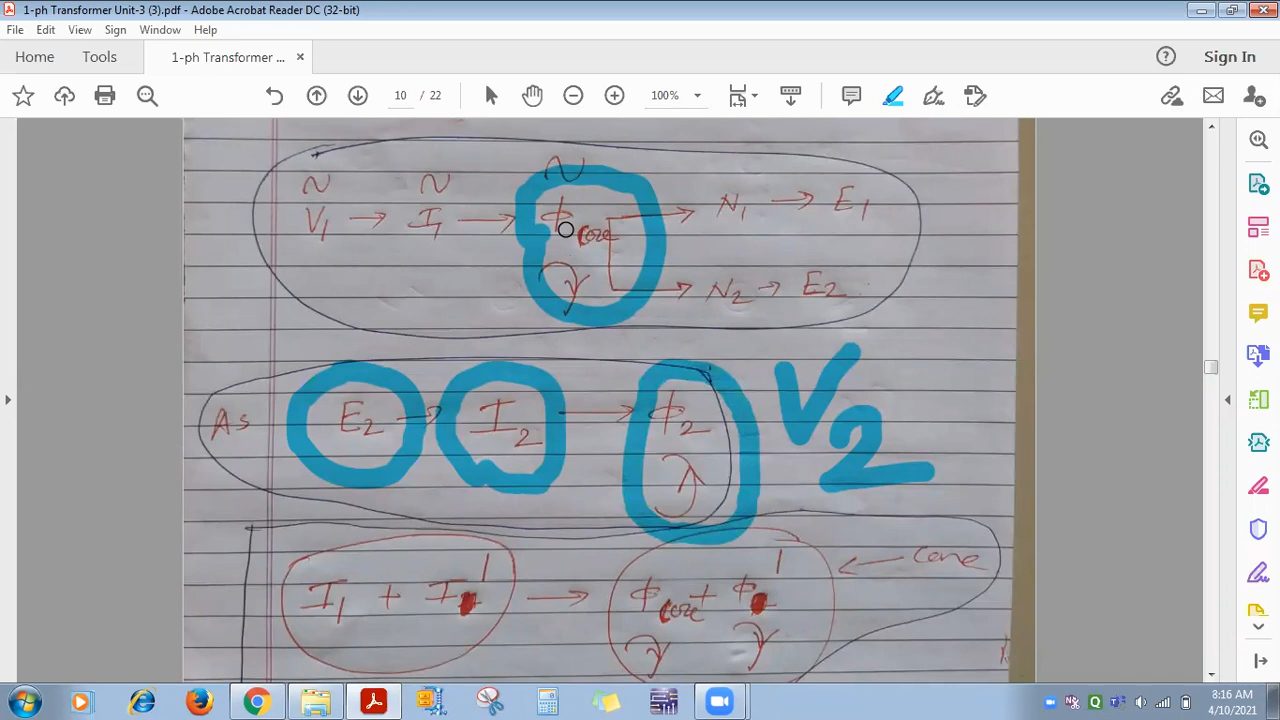 1-ph Transformer Unit-3 (3).pdf - Adobe Acrobat Reader DC (32-bit)
File Edit View Sign Window Help
Home Tools 1-ph Transformer ... × Sign In
10 / 22 100%
~ ~ ~
V₁ → I₁ → ϕcore → N₁ → E₁
→ N₂ → E₂
As E₂ → I₂ → ϕ₂ V2
I₁ + I' → ϕcore + ϕ' ← Core
8:16 AM
4/10/2021